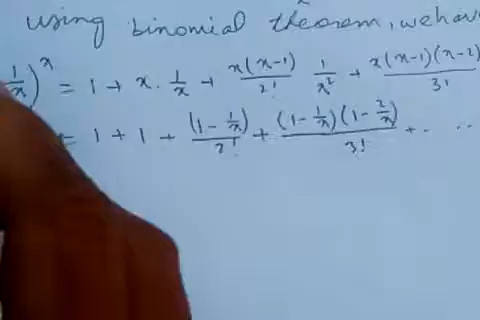 using binomial theorem, we hav
1/x)^x = 1 + x · 1/x + x(x-1)/2! 1/x² + x(x-1)(x-2)/3!
= 1 + 1 + (1 - 1/x)/2! + (1 - 1/x)(1 - 2/x)/3! + · · ·